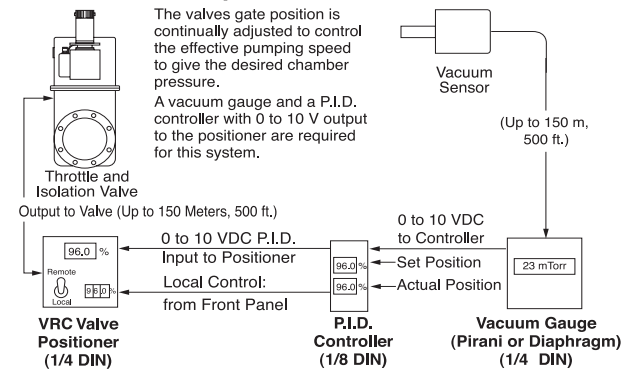 The valves gate position is
continually adjusted to control
the effective pumping speed
to give the desired chamber
pressure.
A vacuum gauge and a P.I.D.
controller with 0 to 10 V output
to the positioner are required
for this system.
Vacuum
Sensor
(Up to 150 m,
500 ft.)
Throttle and
Isolation Valve
Output to Valve (Up to 150 Meters, 500 ft.)
96.0 %
Remote
Local
96.0 %
0 to 10 VDC P.I.D.
Input to Positioner
Local Control:
from Front Panel
96.0 %
96.0 %
0 to 10 VDC
to Controller
Set Position
Actual Position
23 mTorr
VRC Valve
Positioner
(1/4 DIN)
P.I.D.
Controller
(1/8 DIN)
Vacuum Gauge
(Pirani or Diaphragm)
(1/4 DIN)